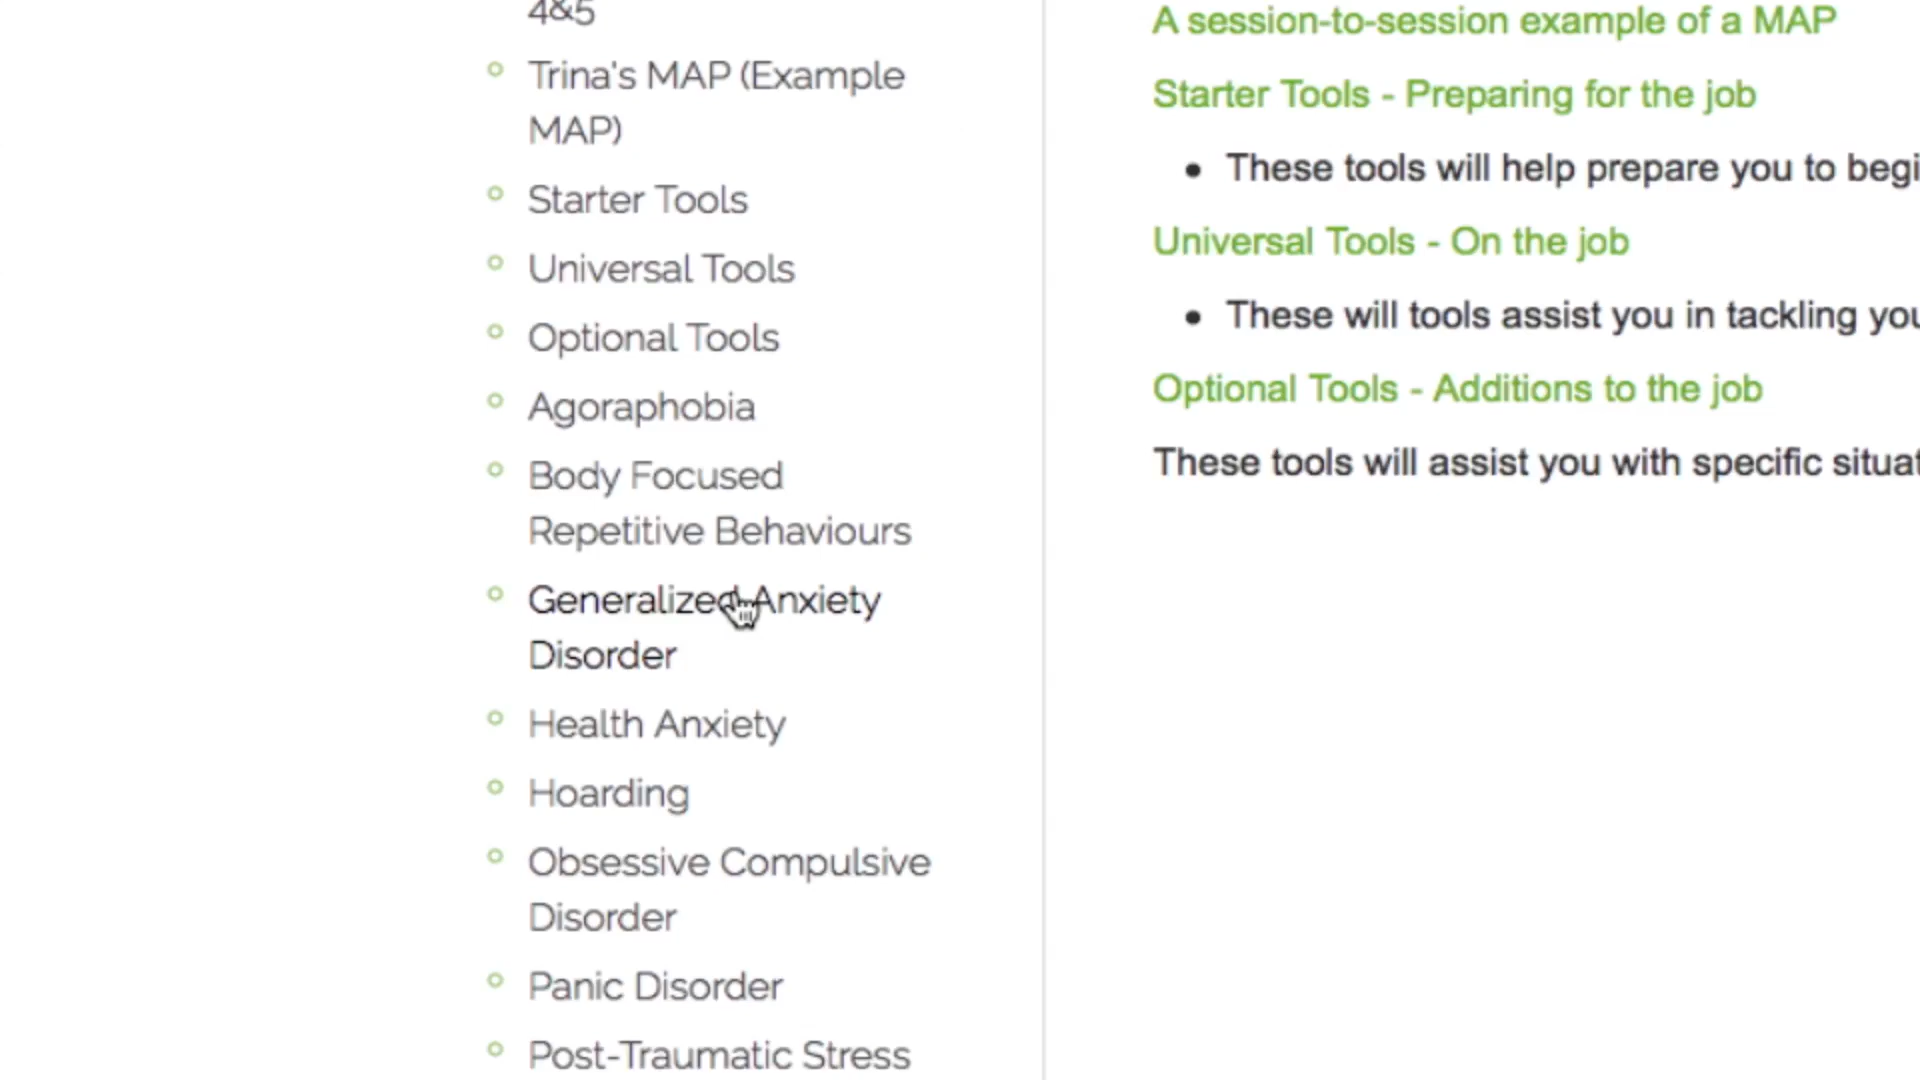 4&5
Trina's MAP (Example
MAP)
Starter Tools
Universal Tools
Optional Tools
Agoraphobia
Body Focused
Repetitive Behaviours
Generalized Anxiety
Disorder
Health Anxiety
Hoarding
Obsessive Compulsive
Disorder
Panic Disorder
Post-Traumatic Stress
A session-to-session example of a MAP
Starter Tools - Preparing for the job
These tools will help prepare you to begi
Universal Tools - On the job
These will tools assist you in tackling you
Optional Tools - Additions to the job
These tools will assist you with specific situat